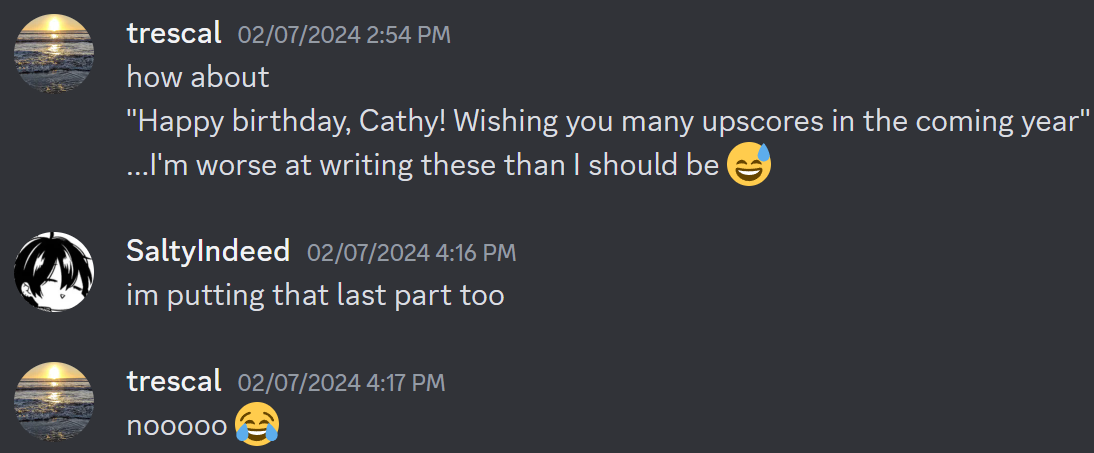 trescal 02/07/2024 2:54 PM
how about
"Happy birthday, Cathy! Wishing you many upscores in the coming year"
...I'm worse at writing these than I should be 😅
SaltyIndeed 02/07/2024 4:16 PM
im putting that last part too
trescal 02/07/2024 4:17 PM
nooooo 😂